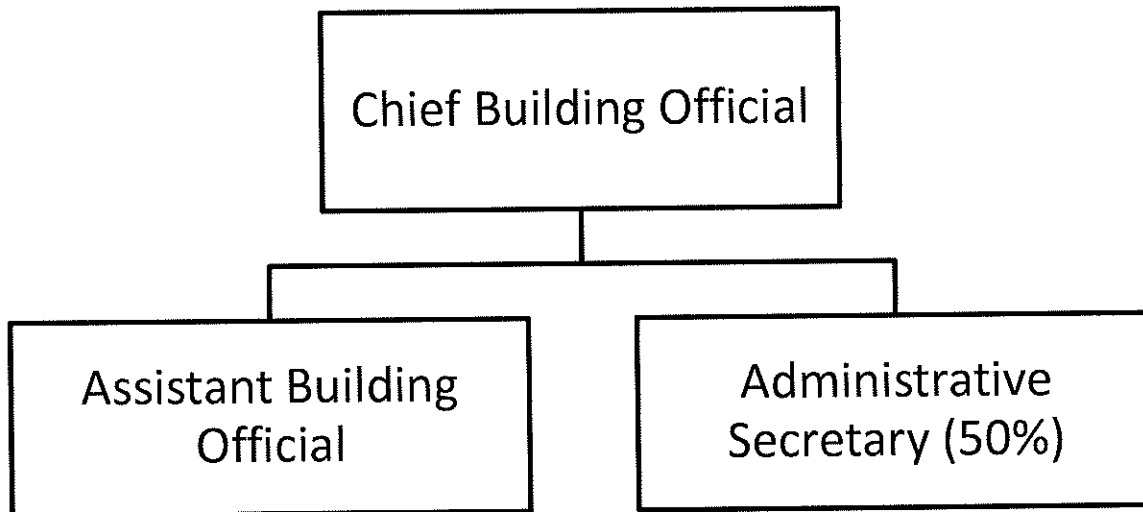 Chief Building Official
Assistant Building
Official
Administrative
Secretary (50%)